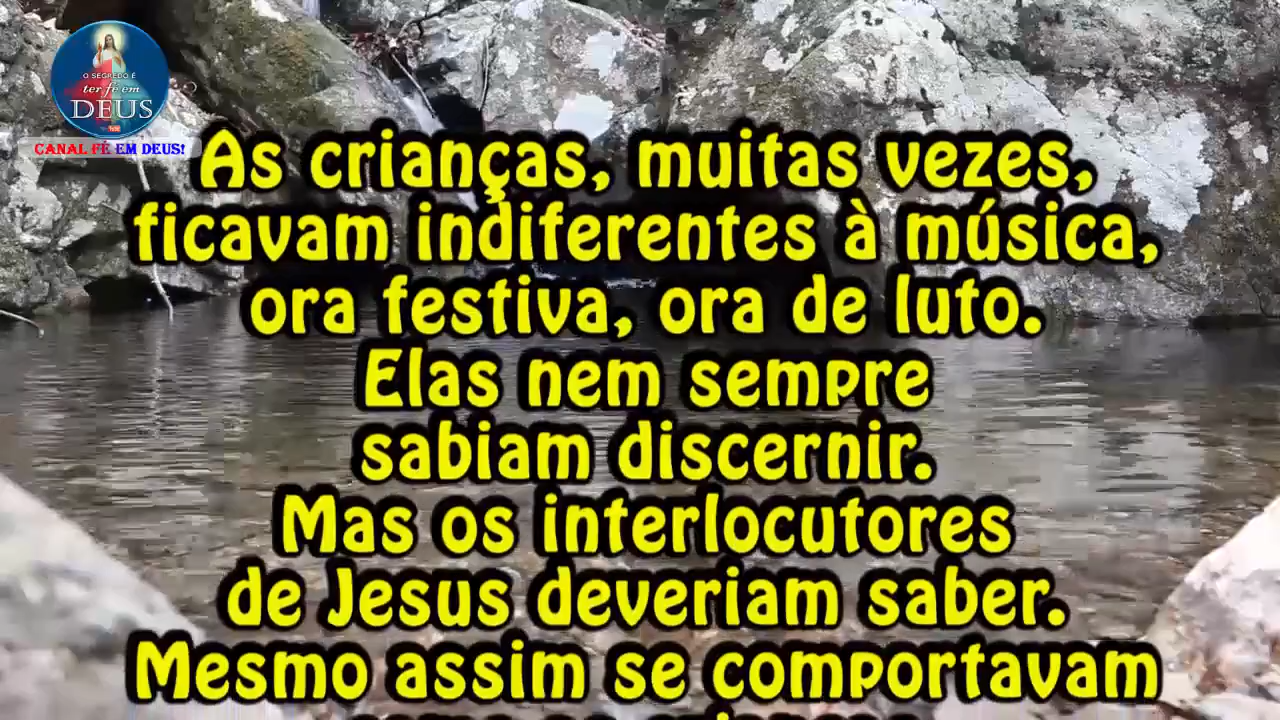 O SEGREDO É
ter fé em
DEUS
CANAL FÉ EM DEUS!
As crianças, muitas vezes,
ficavam indiferentes à música,
ora festiva, ora de luto.
Elas nem sempre
sabiam discernir.
Mas os interlocutores
de Jesus deveriam saber.
Mesmo assim se comportavam